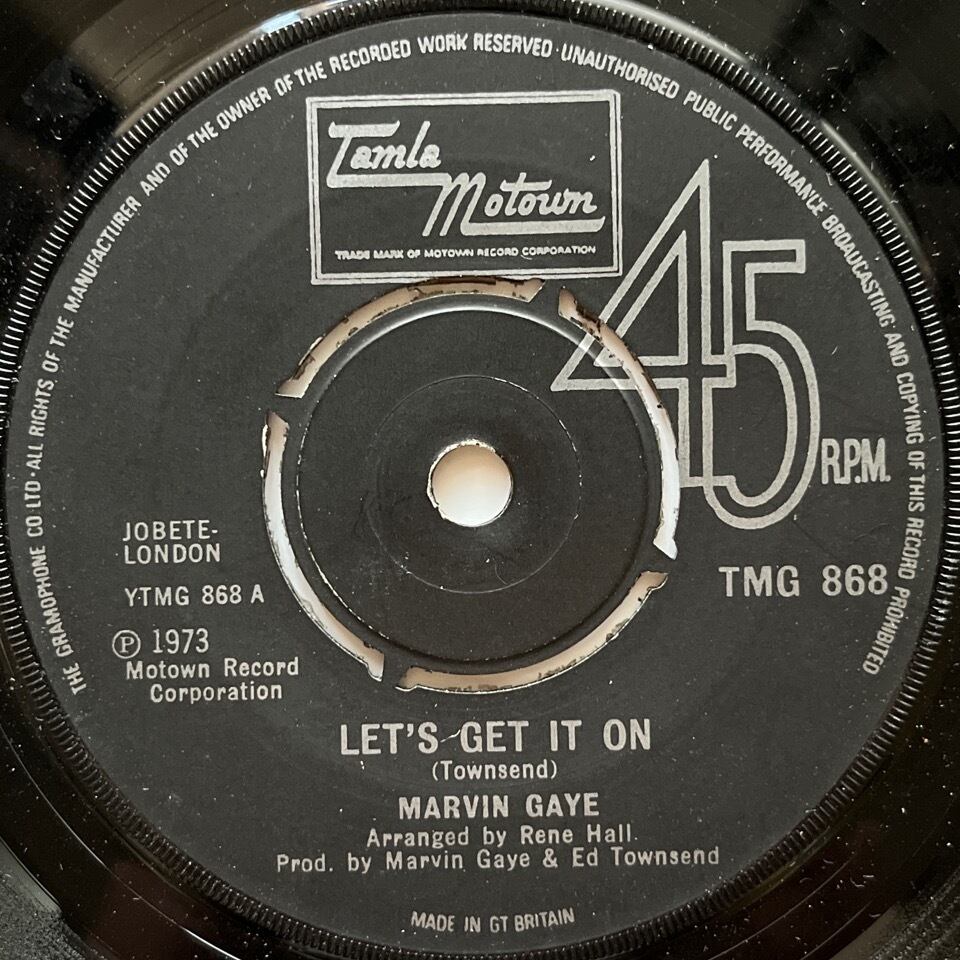 THE GRAMOPHONE CO LTD · ALL RIGHTS OF THE MANUFACTURER AND OF THE OWNER OF THE RECORDED WORK RESERVED · UNAUTHORISED PUBLIC PERFORMANCE BROADCASTING AND COPYING OF THIS RECORD PROHIBITED
Tamla
Motown
TRADE MARK OF MOTOWN RECORD CORPORATION
45 R.P.M.
JOBETE-
LONDON
YTMG 868 A
TMG 868
Ⓟ 1973
Motown Record
Corporation
LET'S GET IT ON
(Townsend)
MARVIN GAYE
Arranged by Rene Hall.
Prod. by Marvin Gaye & Ed Townsend
MADE IN GT BRITAIN